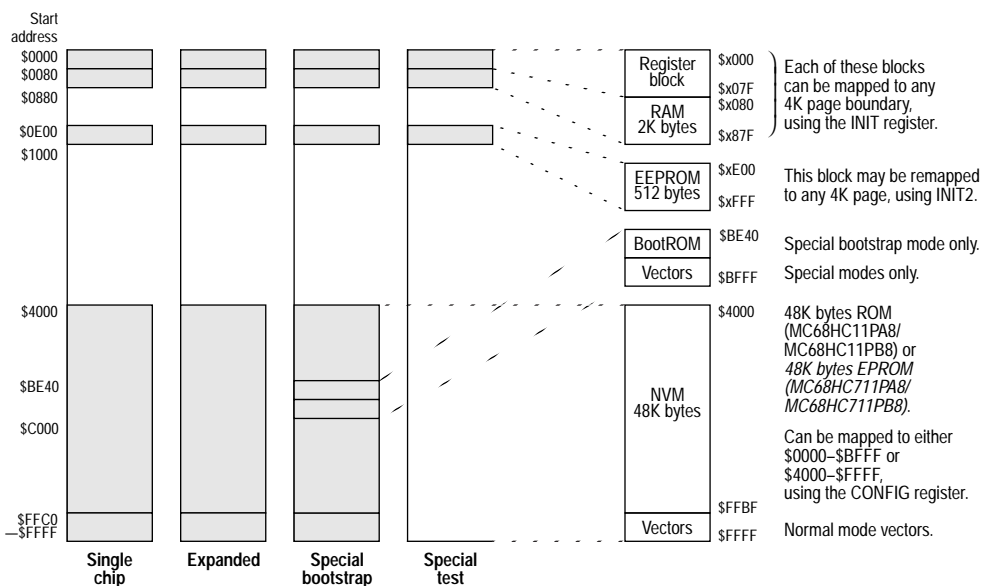 Start
address
$0000
$0080
$0880
$0E00
$1000
$4000
$BE40
$C000
$FFC0
—$FFFF
Single
chip
Expanded
Special
bootstrap
Special
test
Register
block
$x000
$x07F
RAM
2K bytes
$x080
$x87F
Each of these blocks
can be mapped to any
4K page boundary,
using the INIT register.
EEPROM
512 bytes
$xE00
$xFFF
This block may be remapped
to any 4K page, using INIT2.
BootROM
$BE40
Special bootstrap mode only.
Vectors
$BFFF
Special modes only.
$4000
NVM
48K bytes
48K bytes ROM
(MC68HC11PA8/
MC68HC11PB8) or
48K bytes EPROM
(MC68HC711PA8/
MC68HC711PB8).
Can be mapped to either
$0000–$BFFF or
$4000–$FFFF,
using the CONFIG register.
$FFBF
Vectors
$FFFF
Normal mode vectors.